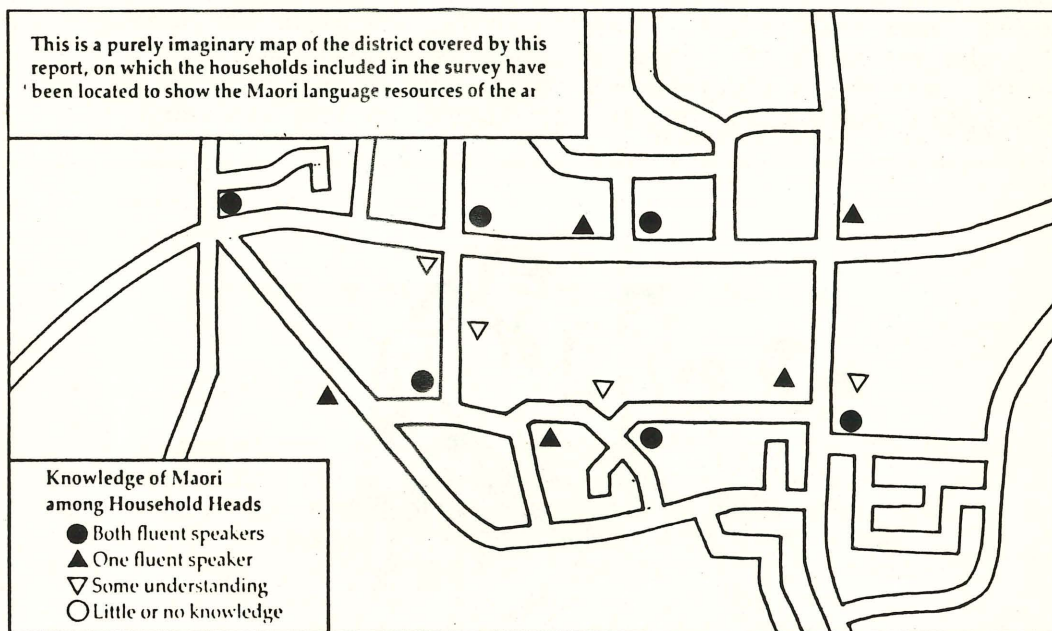 This is a purely imaginary map of the district covered by this
report, on which the households included in the survey have
been located to show the Maori language resources of the
Knowledge of Maori
among Household Heads
Both fluent speakers
One fluent speaker
Some understanding
Little or no knowledge